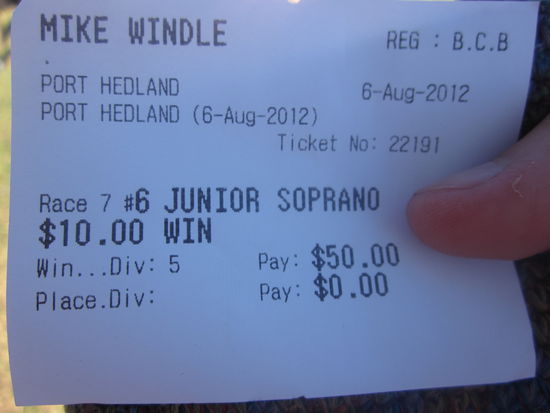 MIKE WINDLE
REG : B.C.B
.
PORT HEDLAND 6-Aug-2012
PORT HEDLAND (6-Aug-2012)
Ticket No: 22191
Race 7 #6 JUNIOR SOPRANO
$10.00 WIN
Win...Div: 5 Pay: $50.00
Place.Div: Pay: $0.00